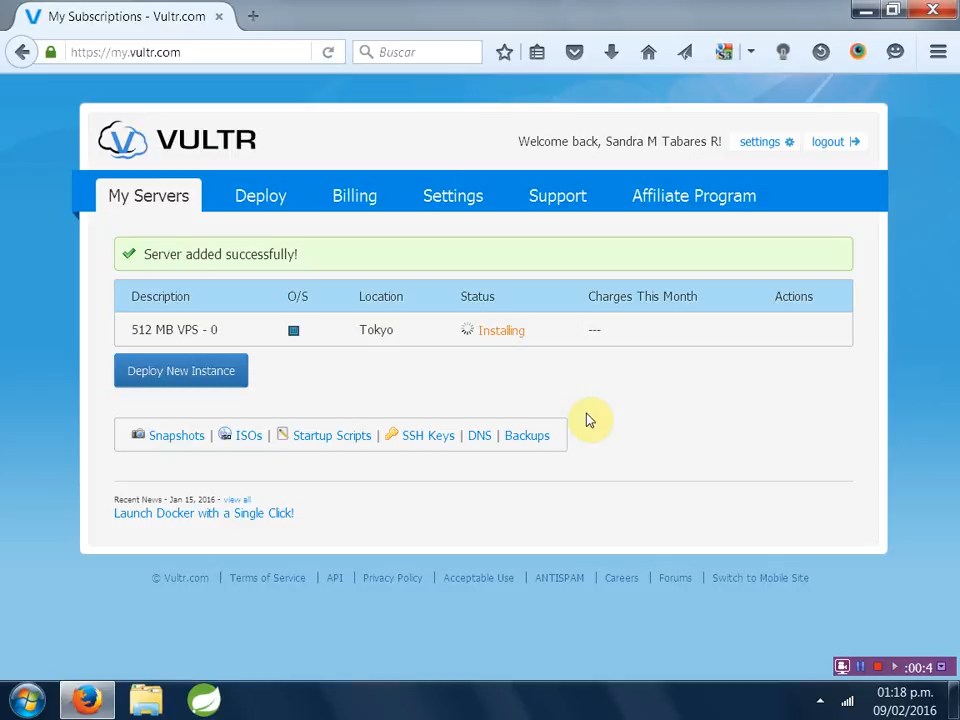 My Subscriptions - Vultr.com
https://my.vultr.com
Buscar
VULTR
Welcome back, Sandra M Tabares R!
settings
logout
My Servers
Deploy
Billing
Settings
Support
Affiliate Program
Server added successfully!
Description O/S Location Status Charges This Month Actions
512 MB VPS - 0 Tokyo Installing ---
Deploy New Instance
Snapshots | ISOs | Startup Scripts | SSH Keys | DNS | Backups
Recent News - Jan 15, 2016 - view all
Launch Docker with a Single Click!
© Vultr.com | Terms of Service | API | Privacy Policy | Acceptable Use | ANTISPAM | Careers | Forums | Switch to Mobile Site
:00:4
01:18 p.m.
09/02/2016